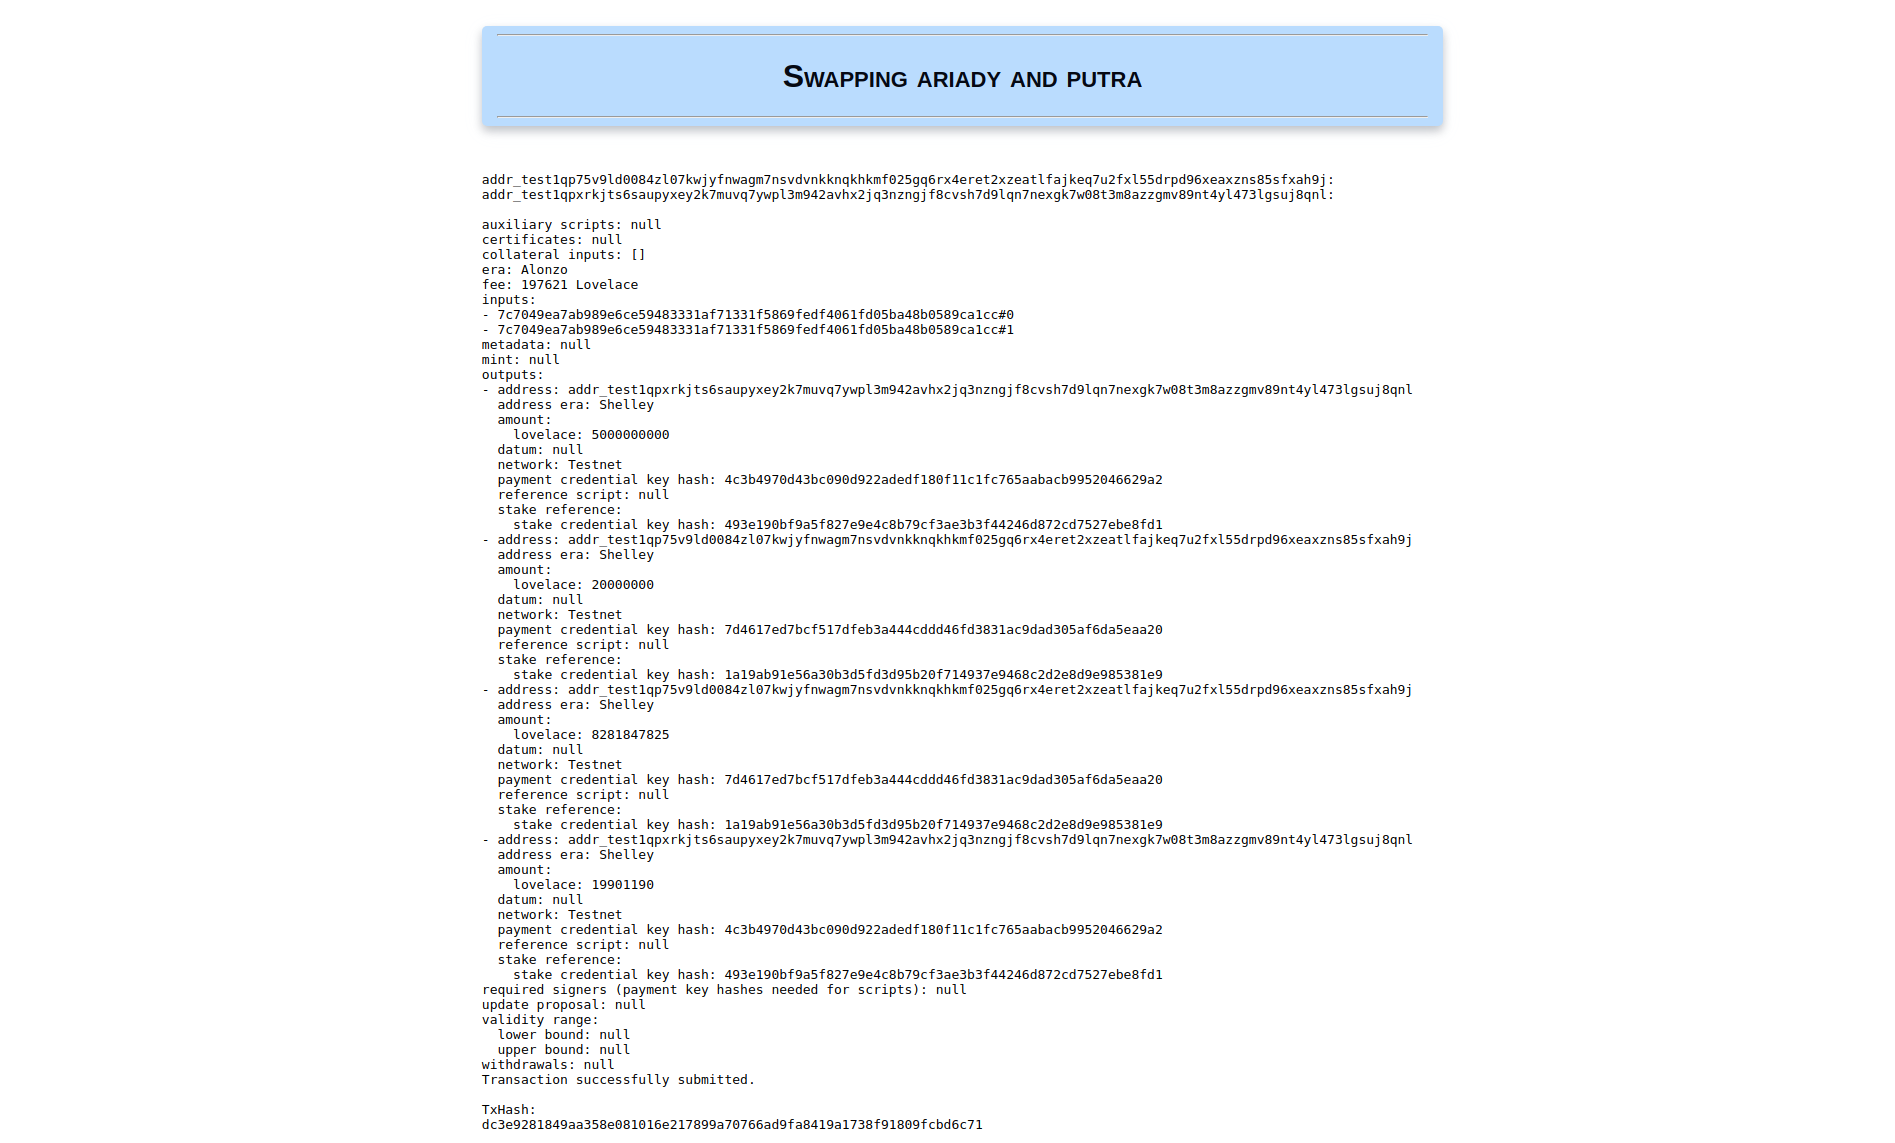 Swapping ariady and putra
addr_test1qp75v9ld0084zl07kwjyfnwagm7nsvdvnkknqkhkmf025gq6rx4eret2xzeatlfajkeq7u2fxl55drpd96xeaxzns85sfxah9j:
addr_test1qpxrkjts6saupyxey2k7muvq7ywpl3m942avhx2jq3nzngjf8cvsh7d9lqn7nexgk7w08t3m8azzgmv89nt4yl473lgsuj8qnl:
auxiliary scripts: null
certificates: null
collateral inputs: []
era: Alonzo
fee: 197621 Lovelace
inputs:
- 7c7049ea7ab989e6ce59483331af71331f5869fedf4061fd05ba48b0589ca1cc#0
- 7c7049ea7ab989e6ce59483331af71331f5869fedf4061fd05ba48b0589ca1cc#1
metadata: null
mint: null
outputs:
- address: addr_test1qpxrkjts6saupyxey2k7muvq7ywpl3m942avhx2jq3nzngjf8cvsh7d9lqn7nexgk7w08t3m8azzgmv89nt4yl473lgsuj8qnl
address era: Shelley
amount:
lovelace: 5000000000
datum: null
network: Testnet
payment credential key hash: 4c3b4970d43bc090d922adedf180f11c1fc765aabacb9952046629a2
reference script: null
stake reference:
stake credential key hash: 493e190bf9a5f827e9e4c8b79cf3ae3b3f44246d872cd7527ebe8fd1
- address: addr_test1qp75v9ld0084zl07kwjyfnwagm7nsvdvnkknqkhkmf025gq6rx4eret2xzeatlfajkeq7u2fxl55drpd96xeaxzns85sfxah9j
address era: Shelley
amount:
lovelace: 20000000
datum: null
network: Testnet
payment credential key hash: 7d4617ed7bcf517dfeb3a444cddd46fd3831ac9dad305af6da5eaa20
reference script: null
stake reference:
stake credential key hash: 1a19ab91e56a30b3d5fd3d95b20f714937e9468c2d2e8d9e985381e9
- address: addr_test1qp75v9ld0084zl07kwjyfnwagm7nsvdvnkknqkhkmf025gq6rx4eret2xzeatlfajkeq7u2fxl55drpd96xeaxzns85sfxah9j
address era: Shelley
amount:
lovelace: 8281847825
datum: null
network: Testnet
payment credential key hash: 7d4617ed7bcf517dfeb3a444cddd46fd3831ac9dad305af6da5eaa20
reference script: null
stake reference:
stake credential key hash: 1a19ab91e56a30b3d5fd3d95b20f714937e9468c2d2e8d9e985381e9
- address: addr_test1qpxrkjts6saupyxey2k7muvq7ywpl3m942avhx2jq3nzngjf8cvsh7d9lqn7nexgk7w08t3m8azzgmv89nt4yl473lgsuj8qnl
address era: Shelley
amount:
lovelace: 19901190
datum: null
network: Testnet
payment credential key hash: 4c3b4970d43bc090d922adedf180f11c1fc765aabacb9952046629a2
reference script: null
stake reference:
stake credential key hash: 493e190bf9a5f827e9e4c8b79cf3ae3b3f44246d872cd7527ebe8fd1
required signers (payment key hashes needed for scripts): null
update proposal: null
validity range:
lower bound: null
upper bound: null
withdrawals: null
Transaction successfully submitted.
TxHash:
dc3e9281849aa358e081016e217899a70766ad9fa8419a1738f91809fcbd6c71